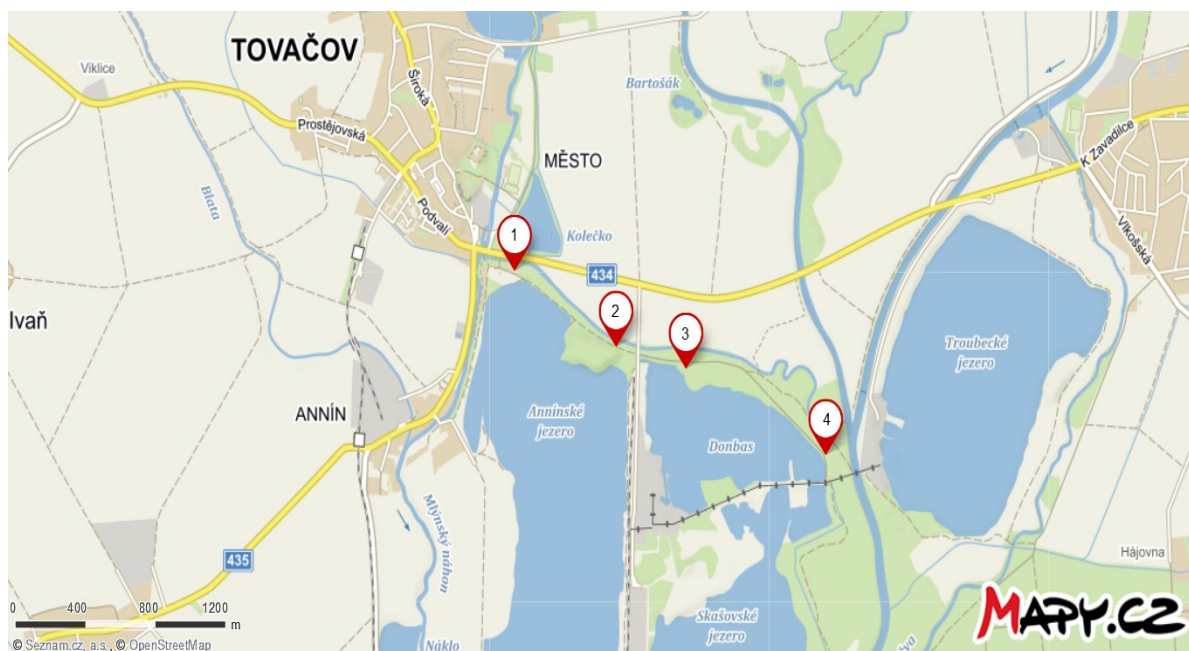 TOVAČOV
Viklice
Široká
Prostějovská
Bartošák
MĚSTO
K Zavadilce
Blata
Podvalí
Kolečko
Vlkošská
1
434
Ivaň
2
3
Troubecké
jezero
ANNÍN
Annínské
jezero
4
Donbas
Mlýnský náhon
435
Hájovna
0 400 800 1200
m
Skašovské
jezero
MAPY.CZ
Náklo
© Seznam.cz, a.s., © OpenStreetMap